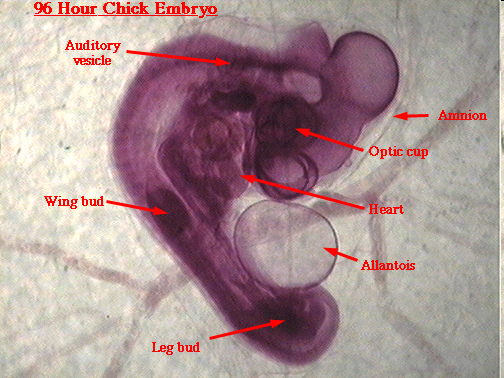 96 Hour Chick Embryo
Auditory
vesicle
Amnion
Optic cup
Wing bud
Heart
Allantois
Leg bud